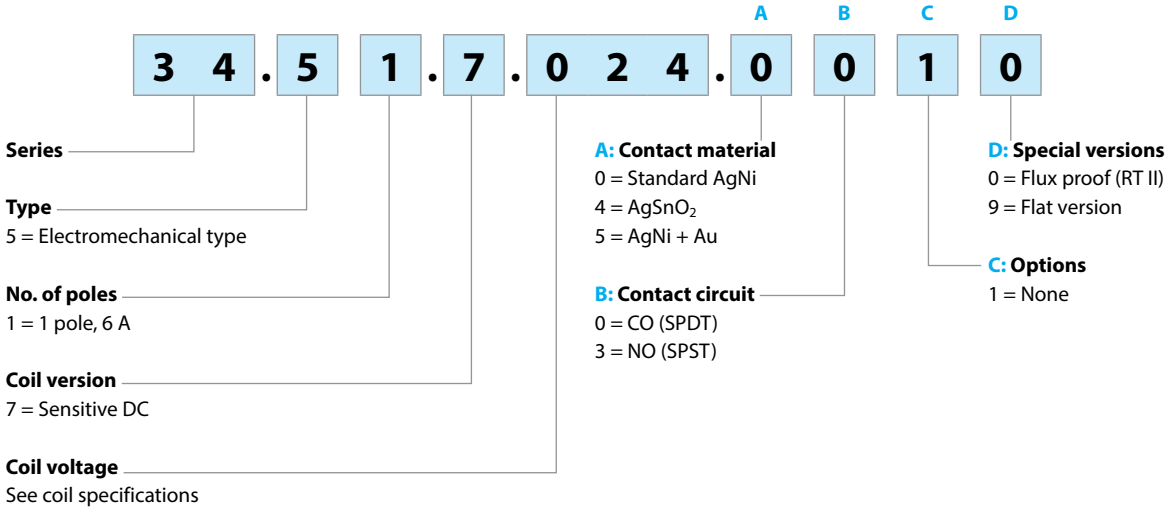 A B C D
3 4 . 5 1 . 7 . 0 2 4 . 0 0 1 0
Series
Type
5 = Electromechanical type
No. of poles
1 = 1 pole, 6 A
Coil version
7 = Sensitive DC
Coil voltage
See coil specifications
A: Contact material
0 = Standard AgNi
4 = AgSnO₂
5 = AgNi + Au
B: Contact circuit
0 = CO (SPDT)
3 = NO (SPST)
D: Special versions
0 = Flux proof (RT II)
9 = Flat version
C: Options
1 = None